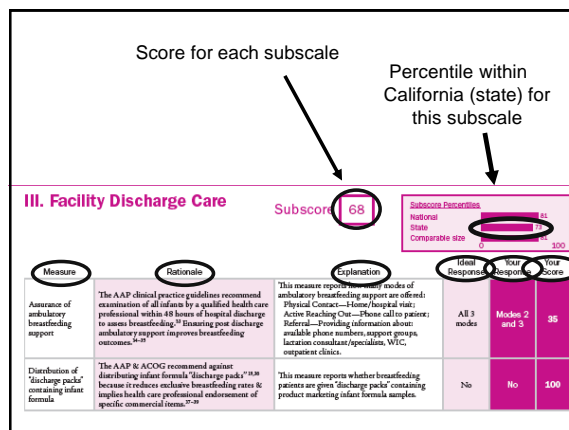 Score for each subscale
Percentile within
California (state) for
this subscale
III. Facility Discharge Care
Subscore
68
Subscore Percentiles
National
81
State
73
Comparable size
81
0
100
Measure
Rationale
Explanation
Ideal
Response
Your
Response
Your
Score
Assurance of
ambulatory
breastfeeding
support
The AAP clinical practice guidelines recommend
examination of all infants by a qualified health care
professional within 48 hours of hospital discharge
to assess breastfeeding. Ensuring post discharge
ambulatory support improves breastfeeding
outcomes.
This measure reports how many modes of
ambulatory breastfeeding support are offered:
Physical Contact—Home/hospital visit;
Active Reaching Out—Phone call to patient;
Referral—Providing information about:
available phone numbers, support groups,
lactation consultant/specialists, WIC,
outpatient clinics.
All 3
modes
Modes 2
and 3
35
Distribution of
"discharge packs"
containing infant
formula
The AAP & ACOG recommend against
distributing infant formula "discharge packs"
because it reduces exclusive breastfeeding rates &
implies health care professional endorsement of
specific commercial items.
This measure reports whether breastfeeding
patients are given "discharge packs" containing
product marketing infant formula samples.
No
No
100